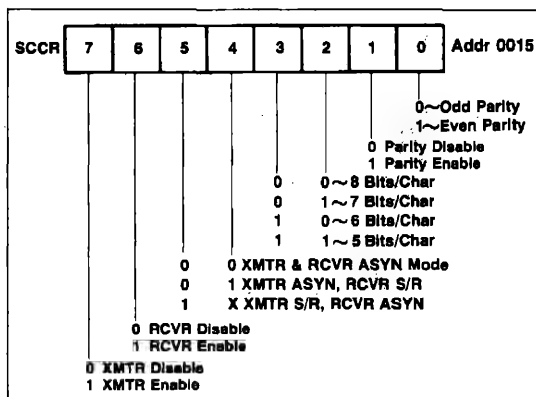 SCCR 7 6 5 4 3 2 1 0 Addr 0015
0~Odd Parity
1~Even Parity
0 Parity Disable
1 Parity Enable
0 0~8 Bits/Char
0 1~7 Bits/Char
1 0~6 Bits/Char
1 1~5 Bits/Char
0 0 XMTR & RCVR ASYN Mode
0 1 XMTR ASYN, RCVR S/R
1 X XMTR S/R, RCVR ASYN
0 RCVR Disable
1 RCVR Enable
0 XMTR Disable
1 XMTR Enable